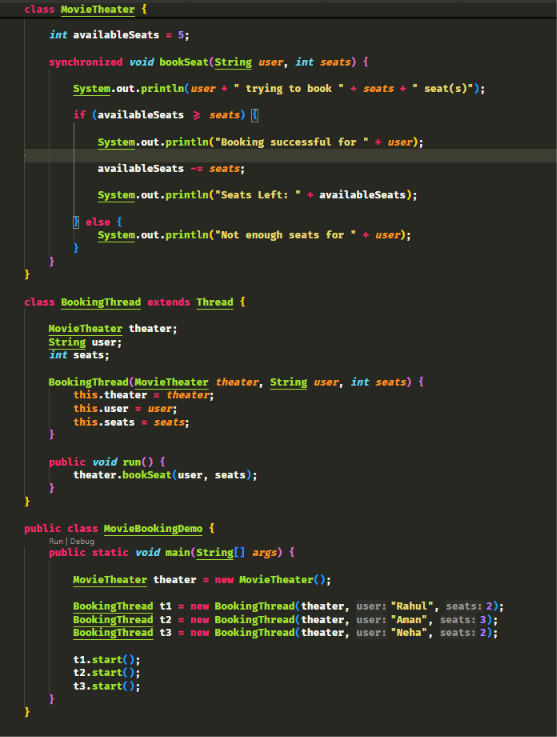 class MovieTheater {
int availableSeats = 5;
synchronized void bookSeat(String user, int seats) {
System.out.println(user + " trying to book " + seats + " seat(s)");
if (availableSeats ≥ seats) {
System.out.println("Booking successful for " + user);
availableSeats -= seats;
System.out.println("Seats Left: " + availableSeats);
} else {
System.out.println("Not enough seats for " + user);
}
}
}
class BookingThread extends Thread {
MovieTheater theater;
String user;
int seats;
BookingThread(MovieTheater theater, String user, int seats) {
this.theater = theater;
this.user = user;
this.seats = seats;
}
public void run() {
theater.bookSeat(user, seats);
}
}
public class MovieBookingDemo {
Run | Debug
public static void main(String[] args) {
MovieTheater theater = new MovieTheater();
BookingThread t1 = new BookingThread(theater, user: "Rahul", seats: 2);
BookingThread t2 = new BookingThread(theater, user: "Aman", seats: 3);
BookingThread t3 = new BookingThread(theater, user: "Neha", seats: 2);
t1.start();
t2.start();
t3.start();
}
}